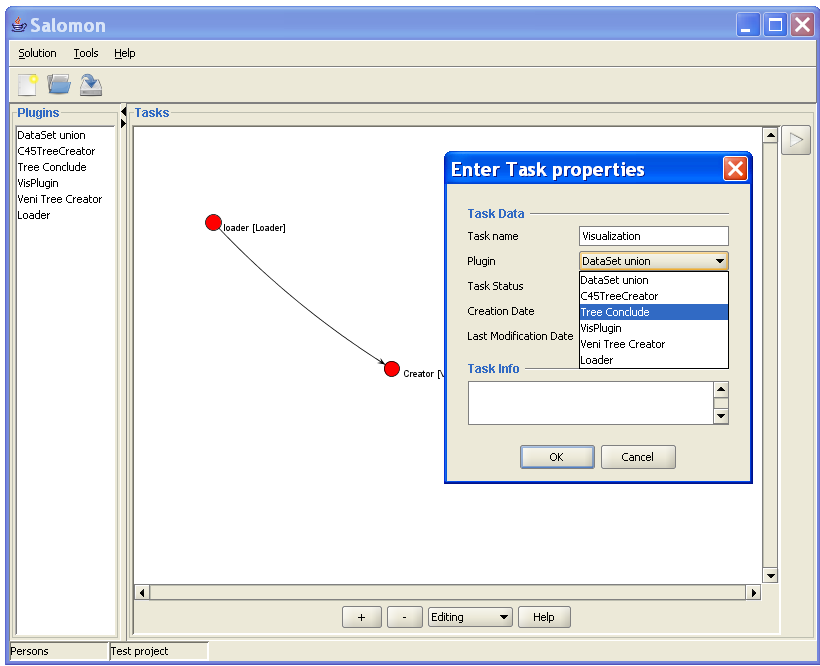 Salomon
Solution Tools Help
Plugins
DataSet union
C45TreeCreator
Tree Conclude
VisPlugin
Veni Tree Creator
Loader
Tasks
loader [Loader]
Creator [
Enter Task properties
Task Data
Task name Visualization
Plugin DataSet union
Task Status
Creation Date
Last Modification Date
DataSet union
C45TreeCreator
Tree Conclude
VisPlugin
Veni Tree Creator
Loader
Task Info
OK Cancel
+ - Editing Help
Persons Test project